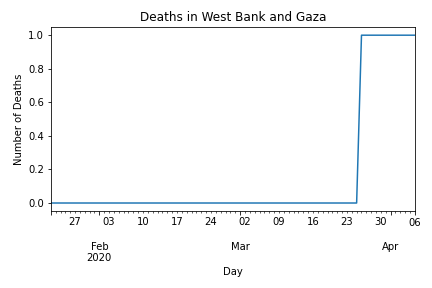 Deaths in West Bank and Gaza
1.0
0.8
0.6
0.4
0.2
0.0
Number of Deaths
27 03 10 17 24 02 09 16 23 30 06
Feb Mar Apr
2020
Day